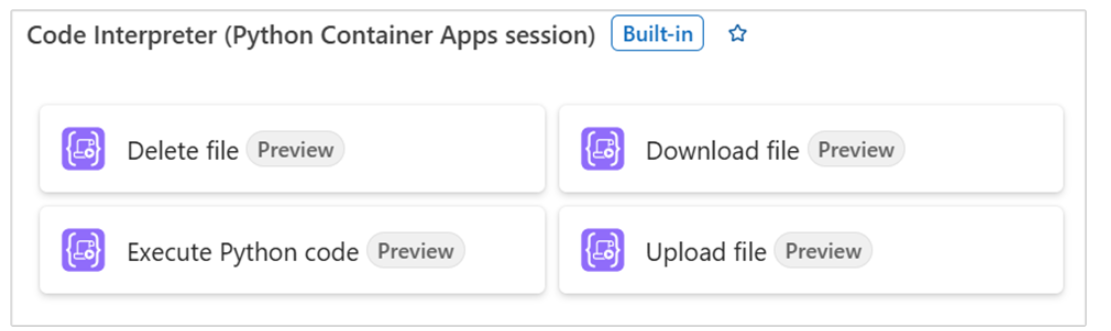 Code Interpreter (Python Container Apps session) Built-in
Delete file Preview
Download file Preview
Execute Python code Preview
Upload file Preview